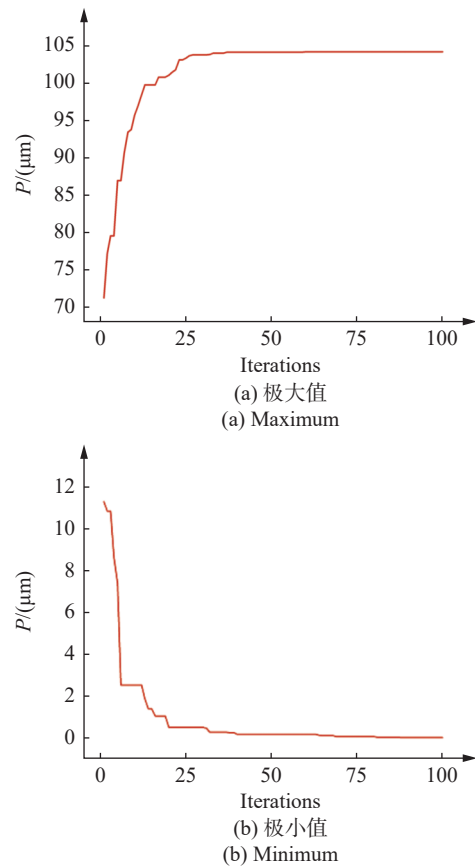 P/(μm)
105
100
95
90
85
80
75
70
0 25 50 75 100
Iterations
(a) 极大值
(a) Maximum
P/(μm)
12
10
8
6
4
2
0
0 25 50 75 100
Iterations
(b) 极小值
(b) Minimum